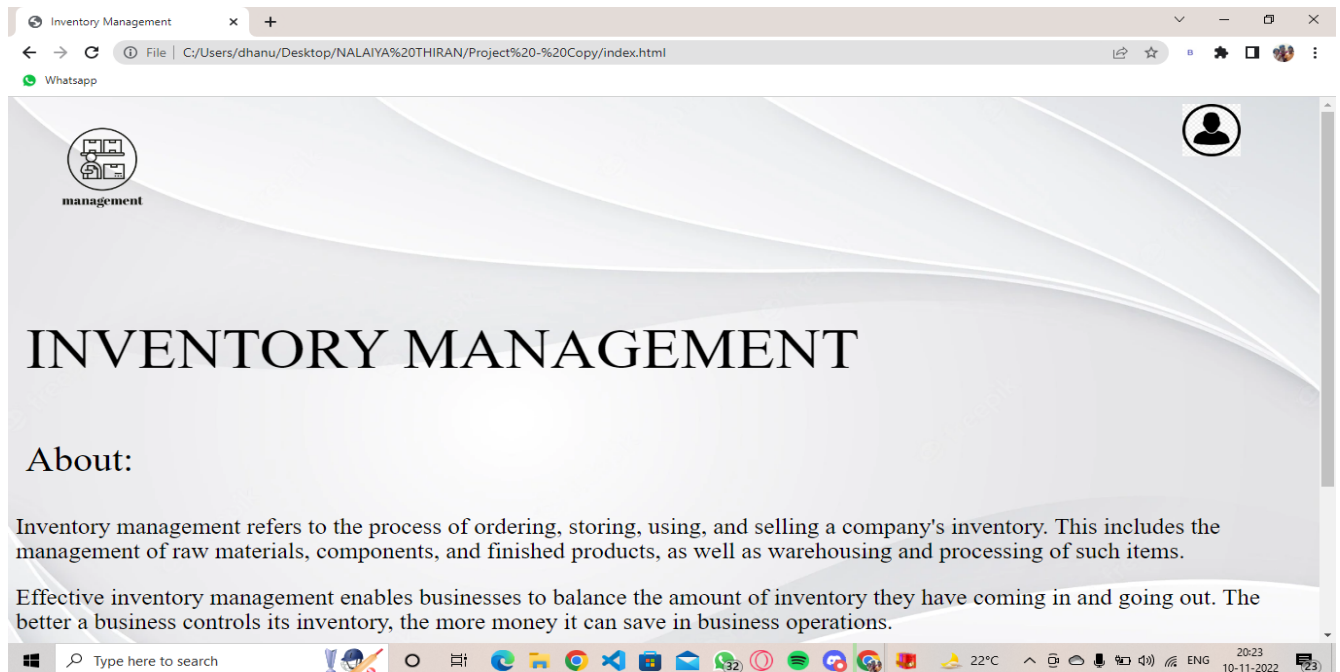 Inventory Management
File | C:/Users/dhanu/Desktop/NALAIYA%20THIRAN/Project%20-%20Copy/index.html
B
Whatsapp
management
INVENTORY MANAGEMENT
About:
Inventory management refers to the process of ordering, storing, using, and selling a company's inventory. This includes the
management of raw materials, components, and finished products, as well as warehousing and processing of such items.
Effective inventory management enables businesses to balance the amount of inventory they have coming in and going out. The
better a business controls its inventory, the more money it can save in business operations.
Type here to search
32
22°C
ENG
20:23
10-11-2022
23